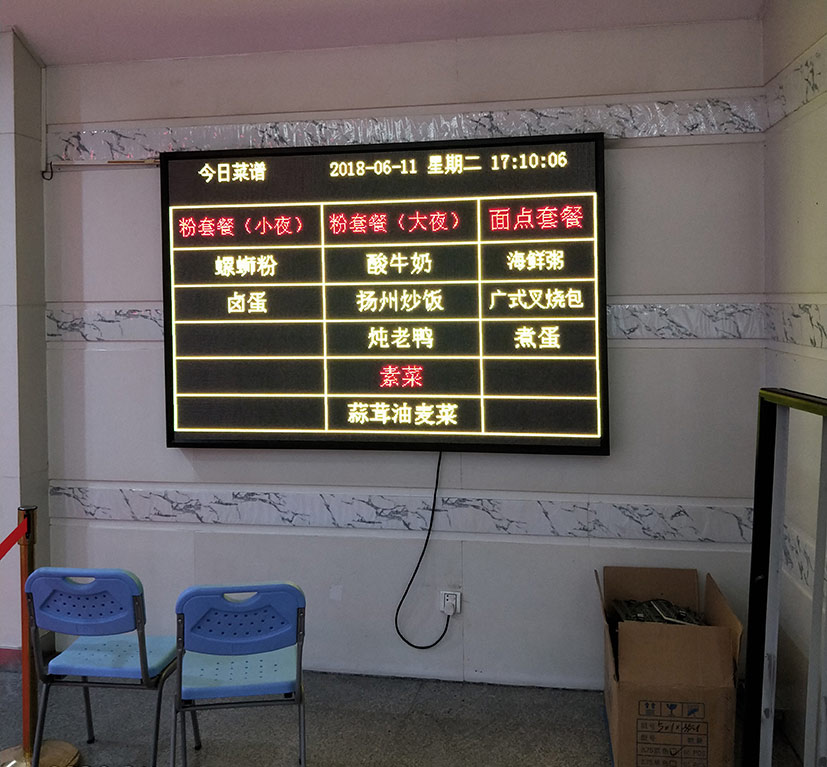 今日菜谱 2018-06-11 星期二 17:10:06
粉套餐（小夜） 粉套餐（大夜） 面点套餐
螺蛳粉 酸牛奶 海鲜粥
卤蛋 扬州炒饭 广式叉烧包
炖老鸭 煮蛋
素菜
蒜茸油麦菜